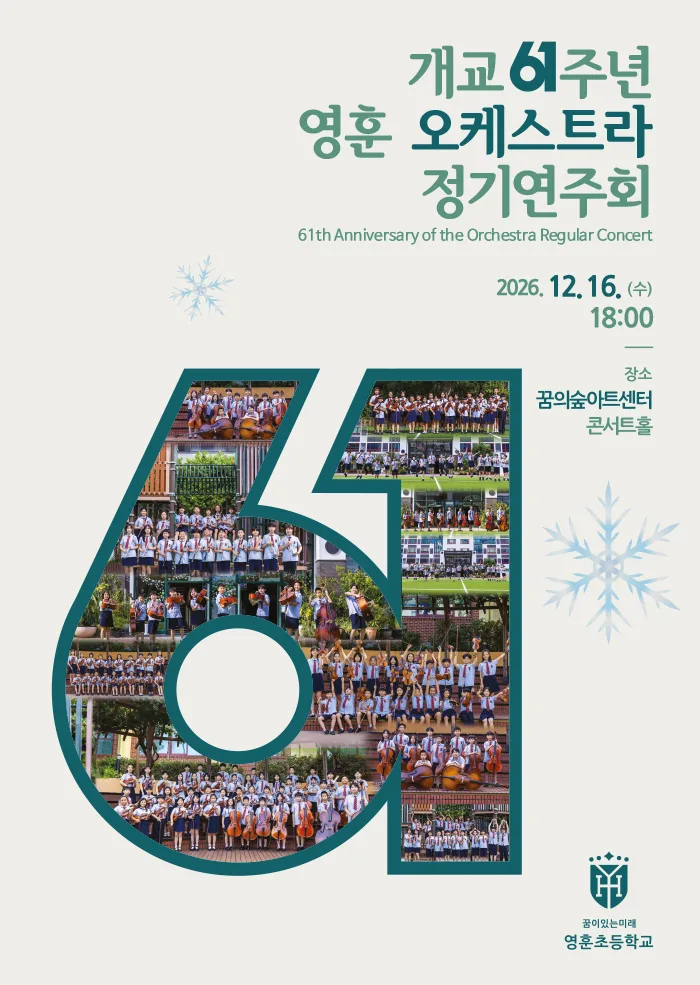 개교 61주년
영훈 오케스트라
정기연주회
61th Anniversary of the Orchestra Regular Concert
2026. 12. 16. (수)
18:00
장소
꿈의숲아트센터
콘서트홀
61
꿈이있는미래
영훈초등학교